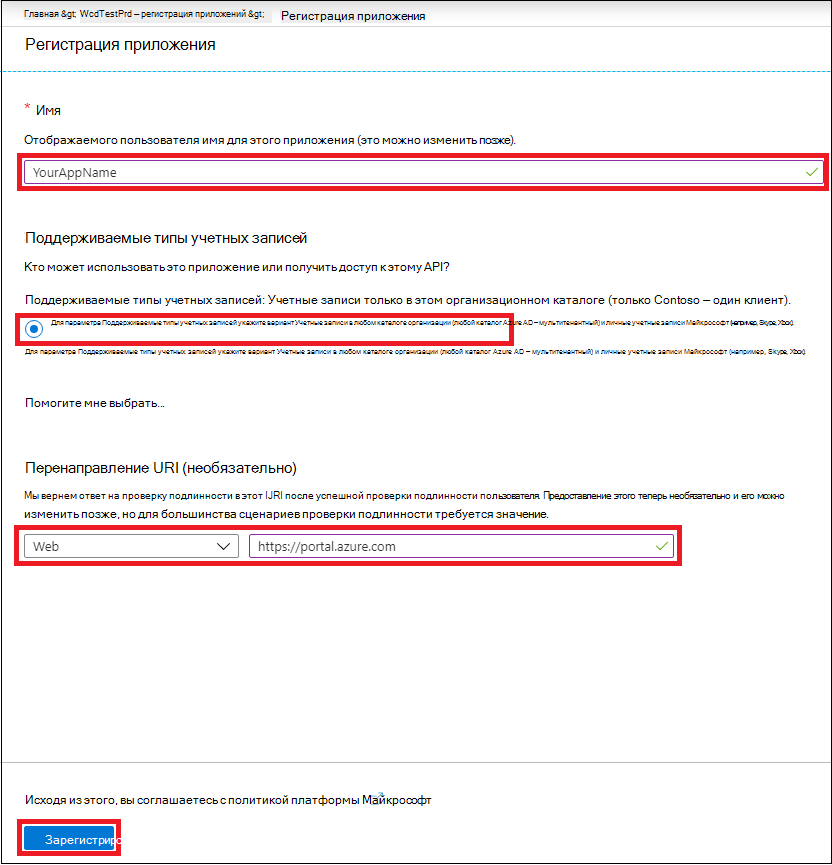 Главная &gt; WcdTestPrd – регистрация приложений &gt; Регистрация приложения
Регистрация приложения
* Имя
Отображаемого пользователя имя для этого приложения (это можно изменить позже).
YourAppName
Поддерживаемые типы учетных записей
Кто может использовать это приложение или получить доступ к этому API?
Поддерживаемые типы учетных записей: Учетные записи только в этом организационном каталоге (только Contoso — один клиент).
Для параметра Поддерживаемые типы учетных записей укажите вариант Учетные записи в любом каталоге организации (любой каталог Azure AD – мультитенантный) и личные учетные записи Майкрософт (например, Skype, Xbox).
Для параметра Поддерживаемые типы учетных записей укажите вариант Учетные записи в любом каталоге организации (любой каталог Azure AD – мультитенантный) и личные учетные записи Майкрософт (например, Skype, Xbox).
Помогите мне выбрать...
Перенаправление URI (необязательно)
Мы вернем ответ на проверку подлинности в этот IJRI после успешной проверки подлинности пользователя. Предоставление этого теперь необязательно и его можно
изменить позже, но для большинства сценариев проверки подлинности требуется значение.
Web https://portal.azure.com
Исходя из этого, вы соглашаетесь с политикой платформы Майкрософт
Зарегистриро